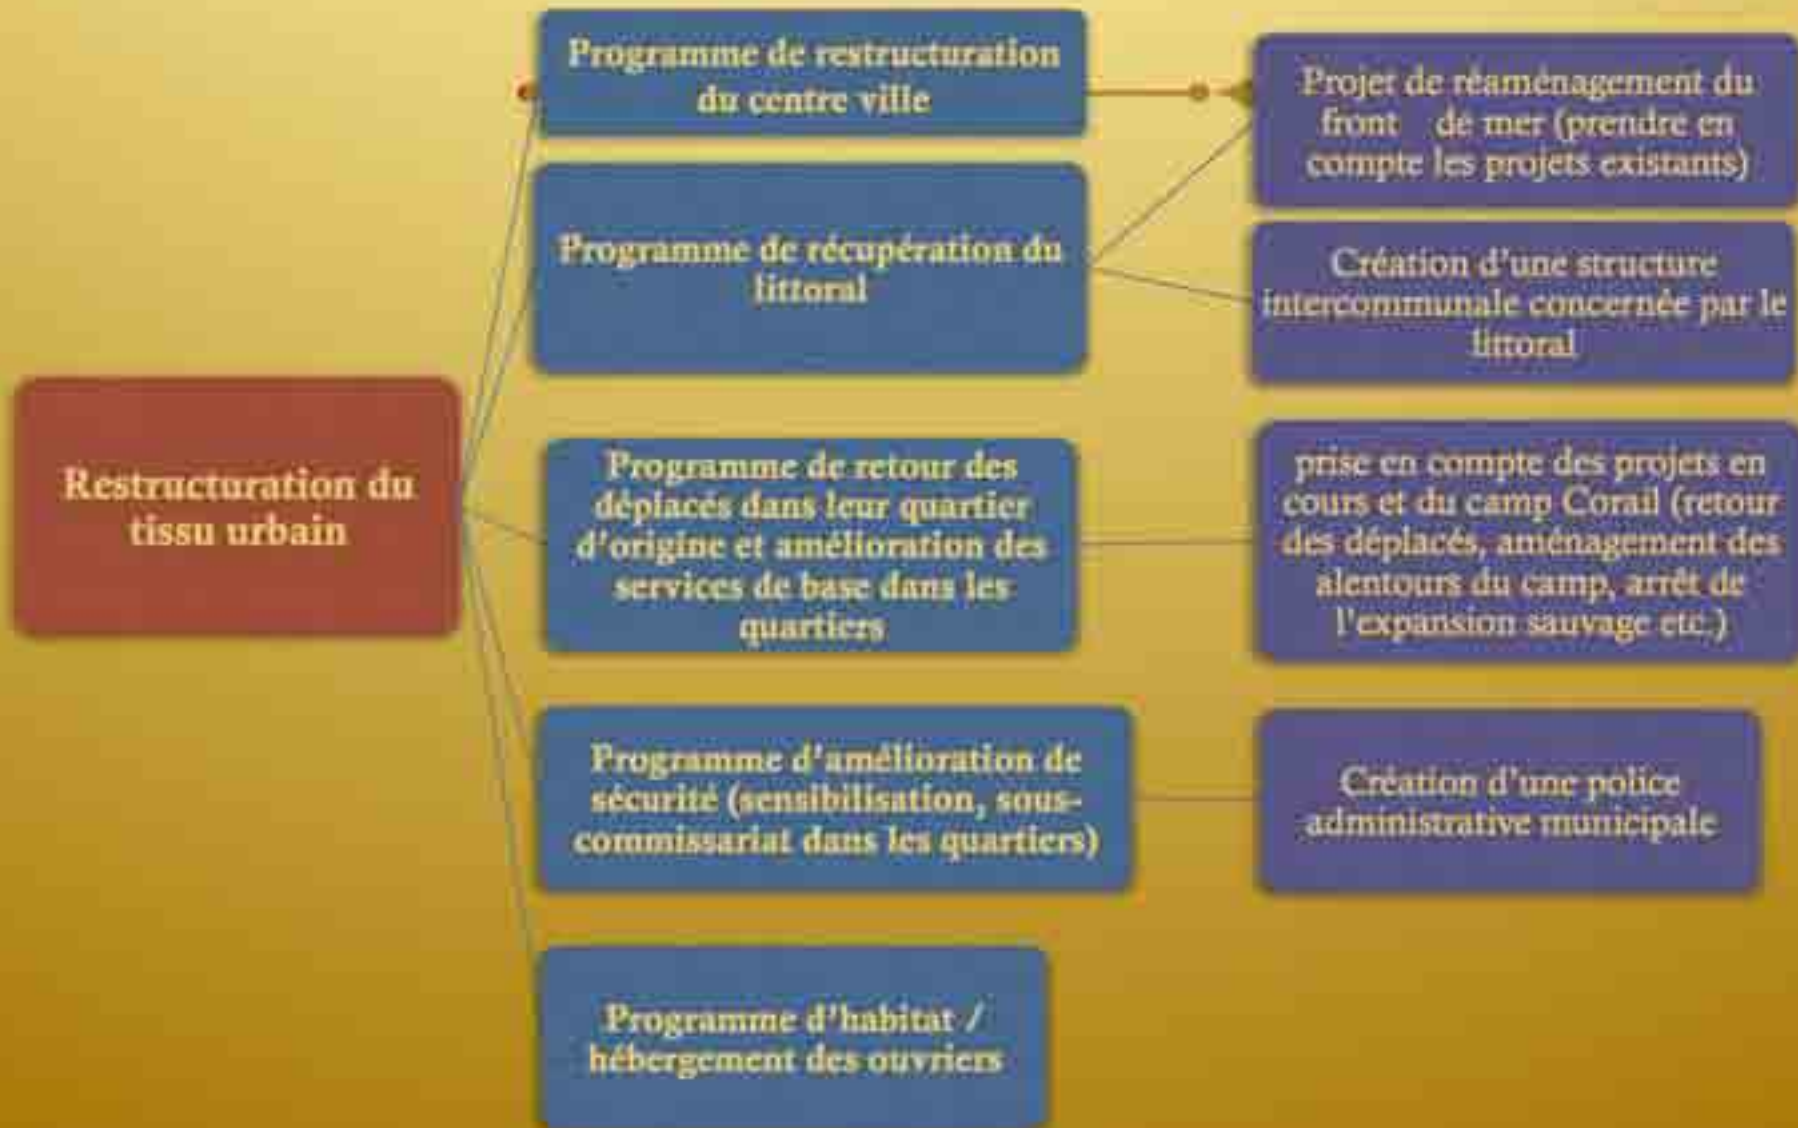 Restructuration du
tissu urbain
Programme de restructuration
du centre ville
Programme de récupération du
littoral
Programme de retour des
déplacés dans leur quartier
d'origine et amélioration des
services de base dans les
quartiers
Programme d'amélioration de
sécurité (sensibilisation, sous-
commissariat dans les quartiers)
Programme d'habitat /
hébergement des ouvriers
Projet de réaménagement du
front de mer (prendre en
compte les projets existants)
Création d'une structure
intercommunale concernée par le
littoral
prise en compte des projets en
cours et du camp Corail (retour
des déplacés, aménagement des
alentours du camp, arrêt de
l'expansion sauvage etc.)
Création d'une police
administrative municipale